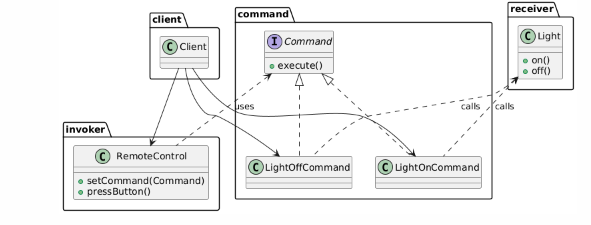 receiver
client
command
C Client
I Command
execute()
C Light
on()
off()
uses
calls
calls
invoker
C RemoteControl
setCommand(Command)
pressButton()
C LightOffCommand
C LightOnCommand